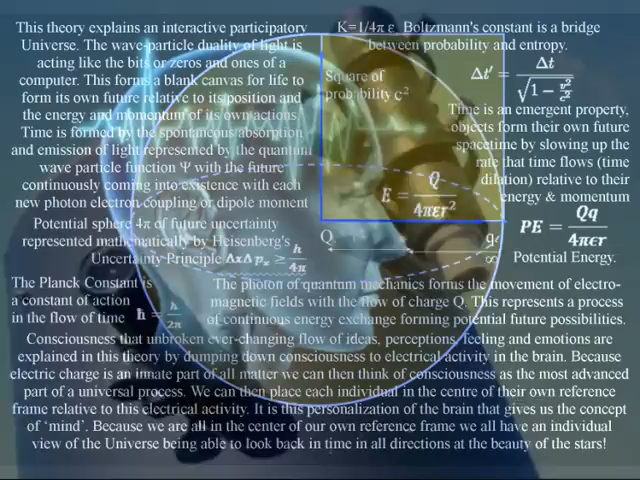 This theory explains an interactive participatory
Universe. The wave-particle duality of light is
acting like the bits or zeros and ones of a
computer. This forms a blank canvas for life to
form its own future relative to its position and
the energy and momentum of its own actions.
Time is formed by the spontaneous absorption
and emission of light represented by the quantum
wave particle function Ψ with the future
continuously coming into existence with each
new photon electron coupling or dipole moment
Potential sphere 4π of future uncertainty
represented mathematically by Heisenberg's
Uncertainty Principle ΔxΔpₓ ≥ h/4π
The Planck Constant is
a constant of action
in the flow of time ħ = h/2π
K=1/4π ε. Boltzmann's constant is a bridge
between probability and entropy.
Square of
probability c²
Δt' = Δt/√(1 - v²/c²)
Time is an emergent property,
objects form their own future
spacetime by slowing up the
rate that time flows (time
dilation) relative to their
energy & momentum
E = Q/4πεr²
PE = Qq/4πεr
Potential Energy.
Q
q
∞
The photon of quantum mechanics forms the movement of electro-
magnetic fields with the flow of charge Q. This represents a process
of continuous energy exchange forming potential future possibilities.
Consciousness that unbroken ever-changing flow of ideas, perceptions, feeling and emotions are
explained in this theory by dumping down consciousness to electrical activity in the brain. Because
electric charge is an innate part of all matter we can then think of consciousness as the most advanced
part of a universal process. We can then place each individual in the centre of their own reference
frame relative to this electrical activity. It is this personalization of the brain that gives us the concept
of 'mind'. Because we are all in the center of our own reference frame we all have an individual
view of the Universe being able to look back in time in all directions at the beauty of the stars!